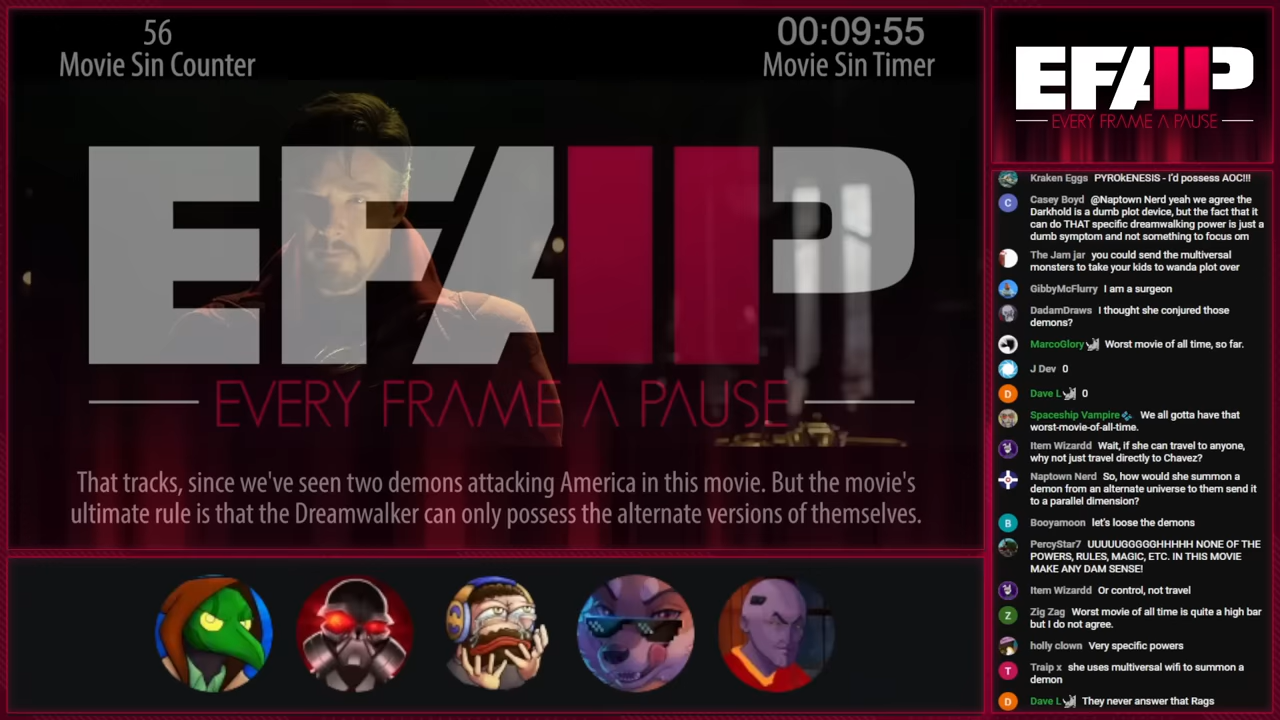 56
Movie Sin Counter
00:09:55
Movie Sin Timer
EFAP
EVERY FRAME A PAUSE
That tracks, since we've seen two demons attacking America in this movie. But the movie's
ultimate rule is that the Dreamwalker can only possess the alternate versions of themselves.
EFAP
EVERY FRAME A PAUSE
Kraken Eggs PYROkENESIS - I'd possess AOC!!!
C
Casey Boyd @Naptown Nerd yeah we agree the
Darkhold is a dumb plot device, but the fact that it
can do THAT specific dreamwalking power is just a
dumb symptom and not something to focus om
The Jam jar you could send the multiversal
monsters to take your kids to wanda plot over
GibbyMcFlurry I am a surgeon
DadamDraws I thought she conjured those
demons?
MarcoGlory Worst movie of all time, so far.
J Dev 0
D
Dave L 0
Spaceship Vampire We all gotta have that
worst-movie-of-all-time.
Item Wizardd Wait, if she can travel to anyone,
why not just travel directly to Chavez?
Naptown Nerd So, how would she summon a
demon from an alternate universe to them send it
to a parallel dimension?
B
Booyamoon let's loose the demons
PercyStar7 UUUUUGGGGGHHHHH NONE OF THE
POWERS, RULES, MAGIC, ETC. IN THIS MOVIE
MAKE ANY DAM SENSE!
Item Wizardd Or control, not travel
Z
Zig Zag Worst movie of all time is quite a high bar
but I do not agree.
holly clown Very specific powers
T
Traip x she uses multiversal wifi to summon a
demon
D
Dave L They never answer that Rags